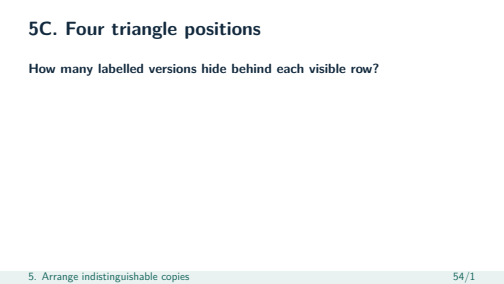 5C. Four triangle positions
How many labelled versions hide behind each visible row?
5. Arrange indistinguishable copies
54/1